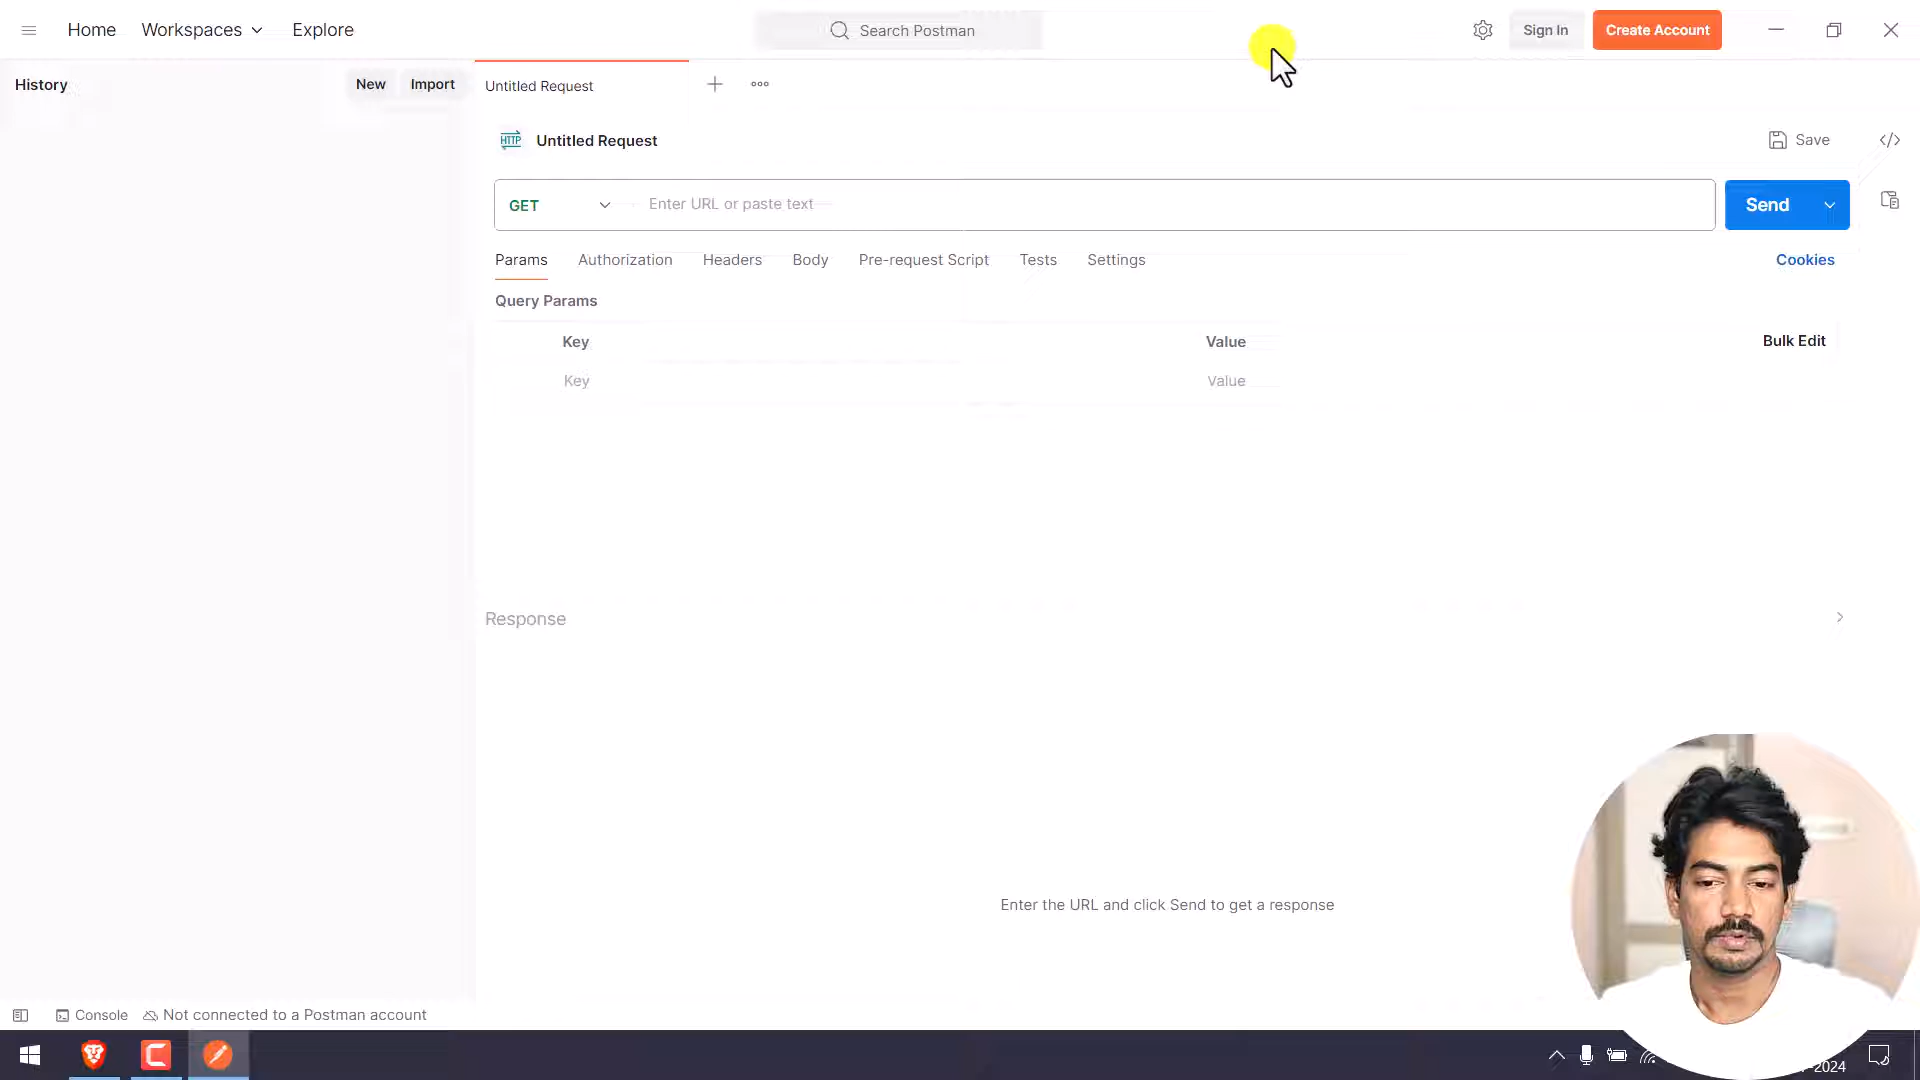 Home Workspaces Explore Search Postman Sign In Create Account
History New Import Untitled Request
HTTP Untitled Request Save
GET Enter URL or paste text Send
Params Authorization Headers Body Pre-request Script Tests Settings Cookies
Query Params
Key Value Bulk Edit
Key Value
Response
Enter the URL and click Send to get a response
Console Not connected to a Postman account
-2024